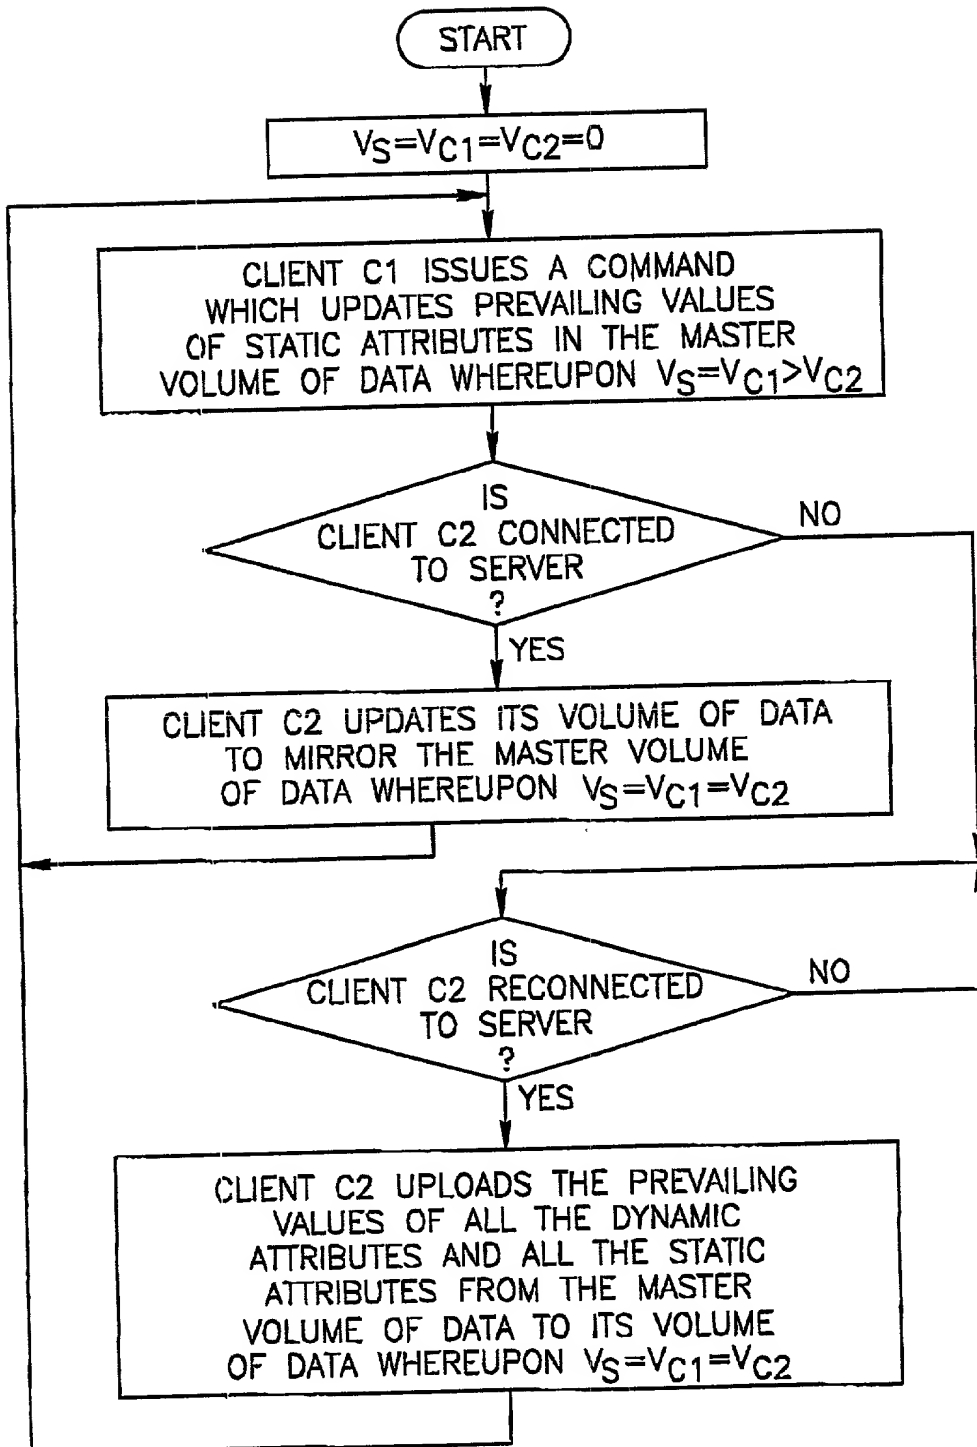 START
VS=VC1=VC2=0
CLIENT C1 ISSUES A COMMAND
WHICH UPDATES PREVAILING VALUES
OF STATIC ATTRIBUTES IN THE MASTER
VOLUME OF DATA WHEREUPON VS=VC1>VC2
IS
CLIENT C2 CONNECTED
TO SERVER
?
NO
YES
CLIENT C2 UPDATES ITS VOLUME OF DATA
TO MIRROR THE MASTER VOLUME
OF DATA WHEREUPON VS=VC1=VC2
IS
CLIENT C2 RECONNECTED
TO SERVER
?
NO
YES
CLIENT C2 UPLOADS THE PREVAILING
VALUES OF ALL THE DYNAMIC
ATTRIBUTES AND ALL THE STATIC
ATTRIBUTES FROM THE MASTER
VOLUME OF DATA TO ITS VOLUME
OF DATA WHEREUPON VS=VC1=VC2